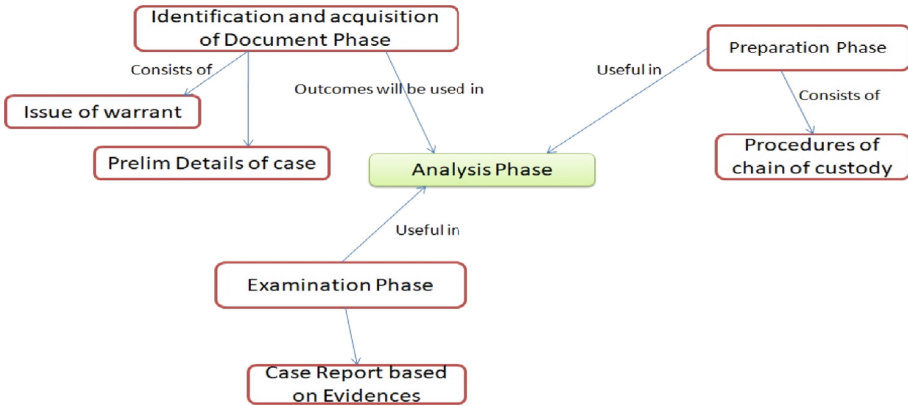 Identification and acquisition
of Document Phase
Preparation Phase
Consists of
Useful in
Outcomes will be used in
Consists of
Issue of warrant
Prelim Details of case
Analysis Phase
Procedures of
chain of custody
Useful in
Examination Phase
Case Report based
on Evidences